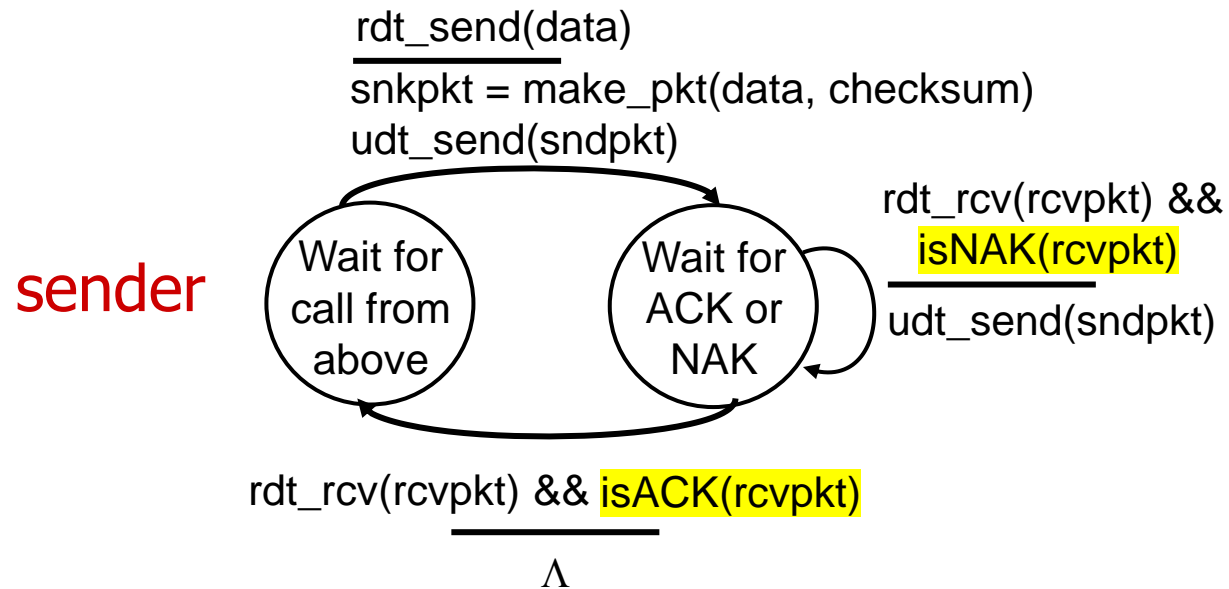 rdt_send(data)
snkpkt = make_pkt(data, checksum)
udt_send(sndpkt)
sender
Wait for
call from
above
Wait for
ACK or
NAK
rdt_rcv(rcvpkt) &&
isNAK(rcvpkt)
udt_send(sndpkt)
rdt_rcv(rcvpkt) && isACK(rcvpkt)
Λ